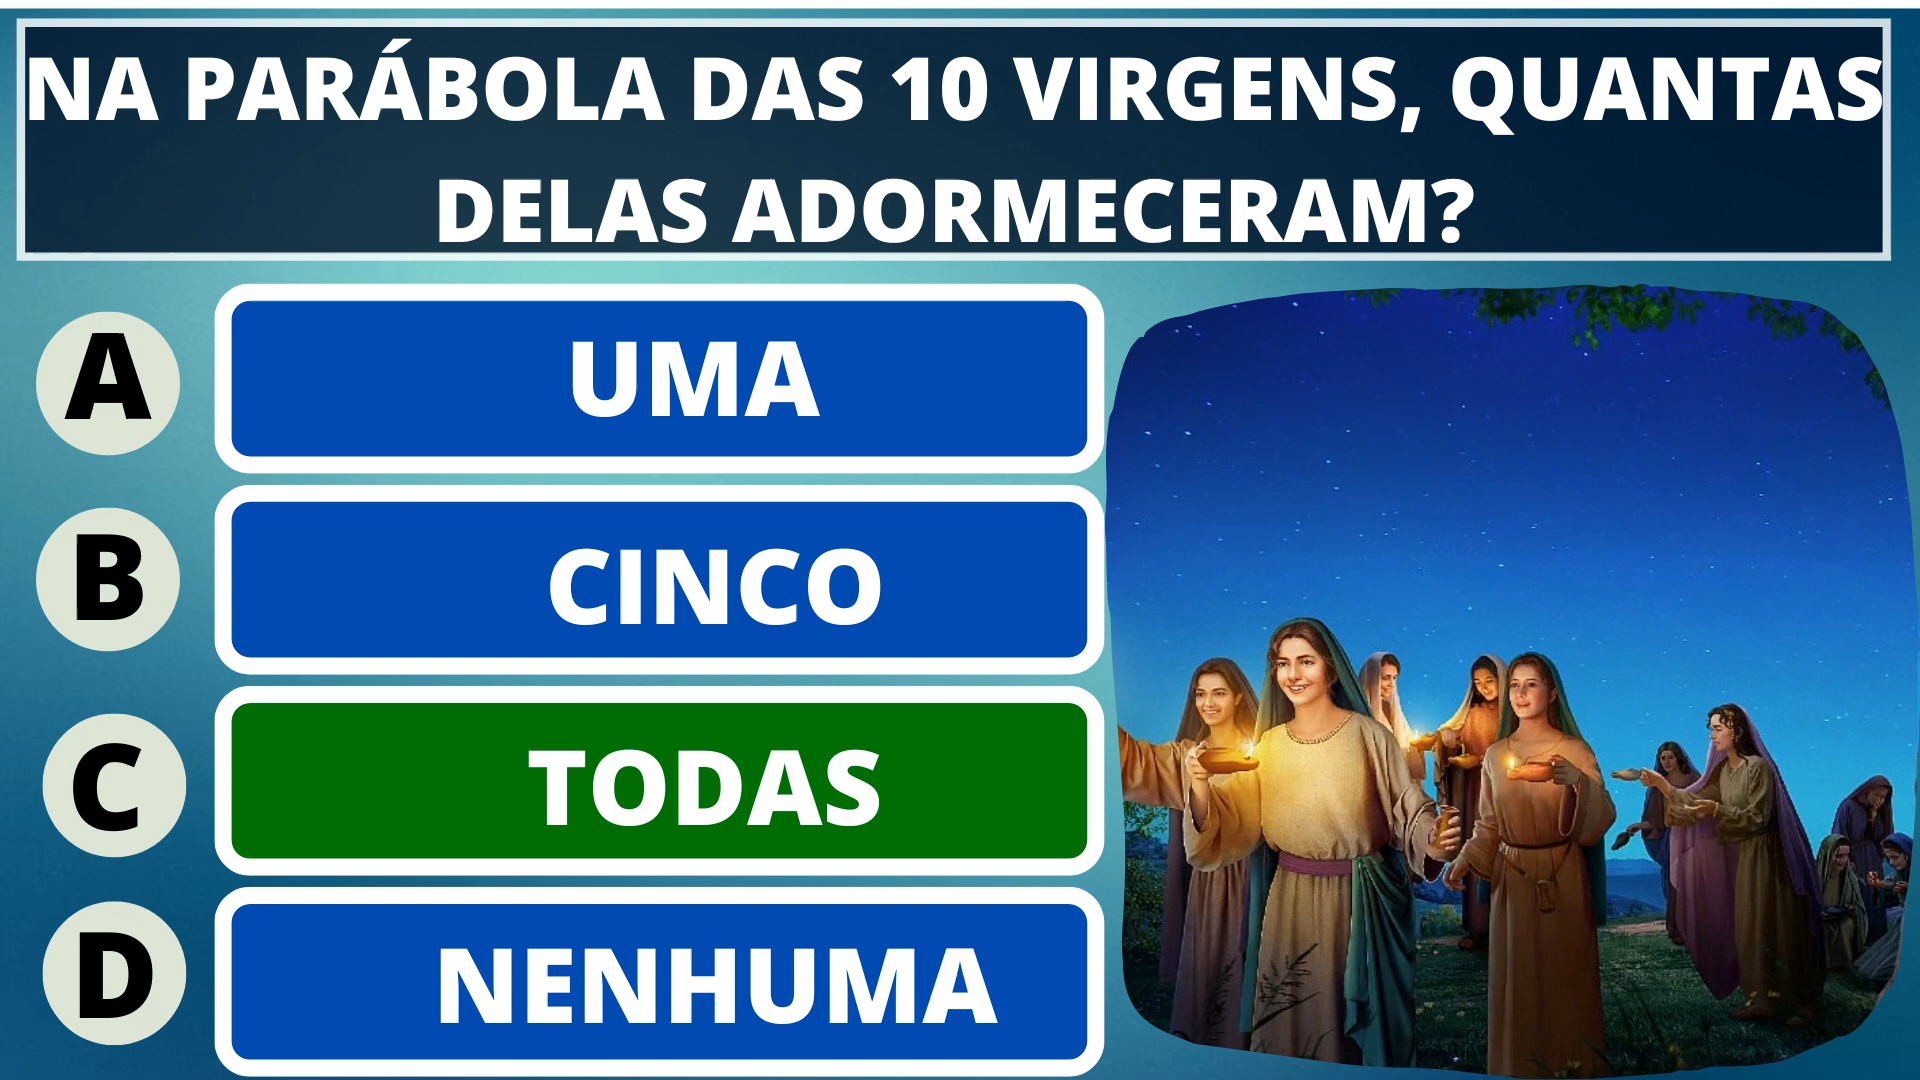 NA PARÁBOLA DAS 10 VIRGENS, QUANTAS
DELAS ADORMECERAM?
A
UMA
B
CINCO
C
TODAS
D
NENHUMA